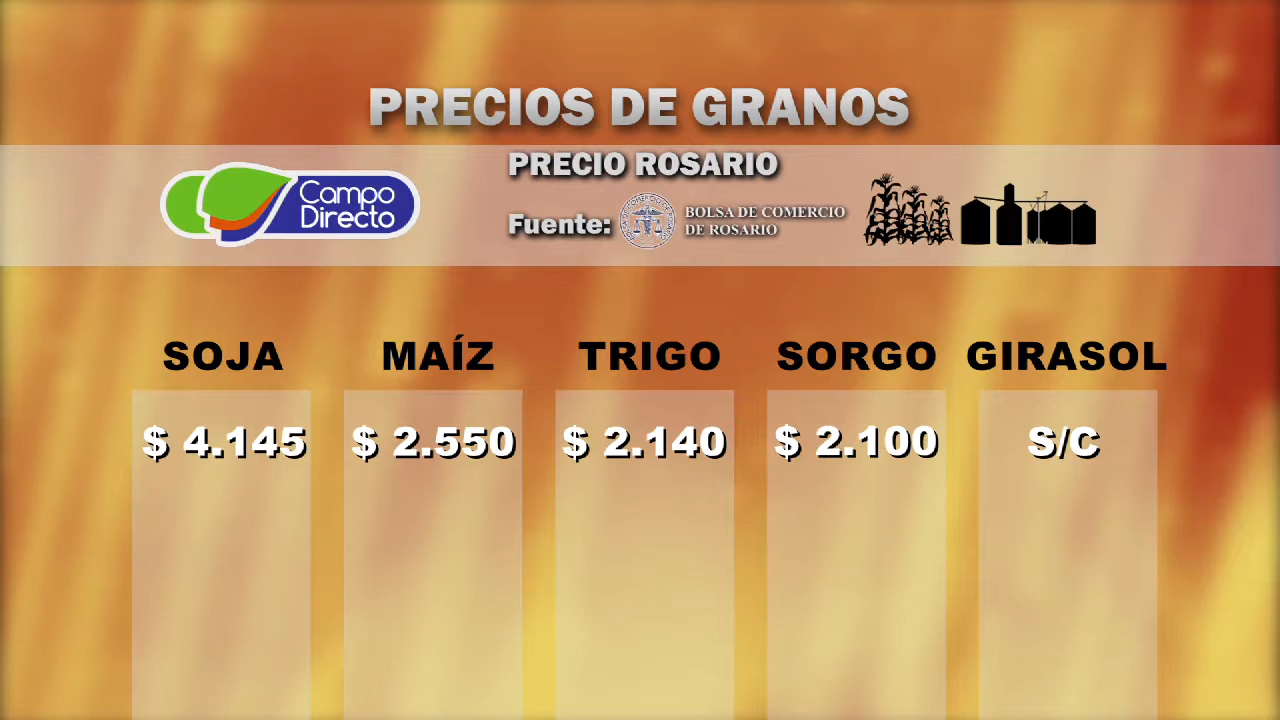 PRECIOS DE GRANOS
PRECIO ROSARIO
Campo
Directo
Fuente:
BOLSA DE COMERCIO
DE ROSARIO
SOJA MAÍZ TRIGO SORGO GIRASOL
$ 4.145 $ 2.550 $ 2.140 $ 2.100 S/C